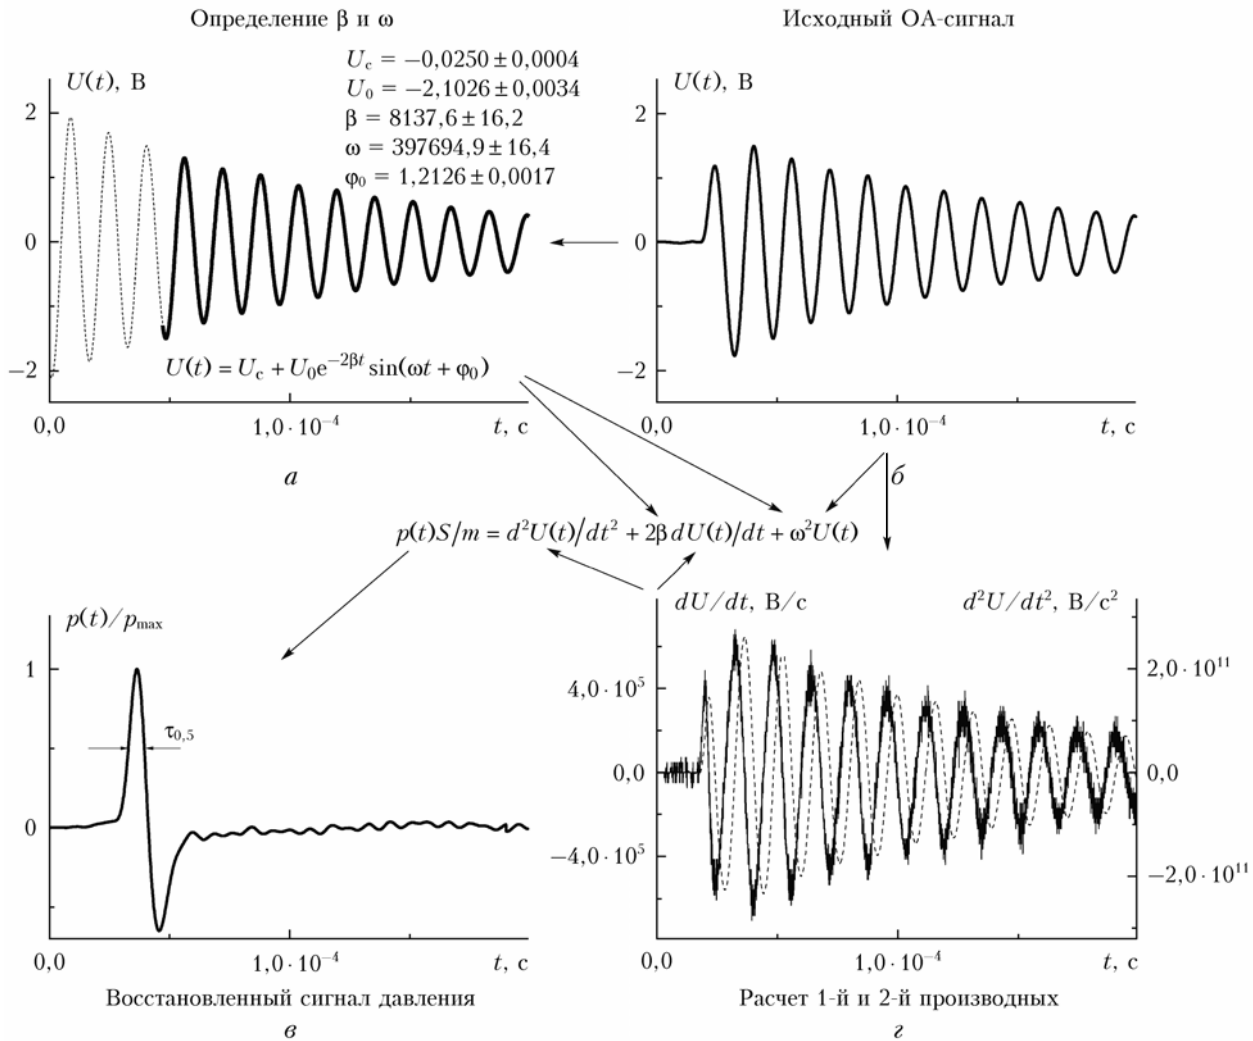 Определение β и ω
U(t), В
U_c = −0,0250 ± 0,0004
U_0 = −2,1026 ± 0,0034
β = 8137,6 ± 16,2
ω = 397694,9 ± 16,4
φ_0 = 1,2126 ± 0,0017
2
0
−2
U(t) = U_c + U_0e^{−2βt} sin(ωt + φ_0)
0,0
1,0 · 10^{−4}
t, с
а
Исходный ОА-сигнал
U(t), В
2
0
−2
0,0
1,0 · 10^{−4}
t, с
б
p(t)S/m = d²U(t)/dt² + 2β dU(t)/dt + ω²U(t)
p(t)/p_max
1
τ_{0,5}
0
0,0
1,0 · 10^{−4}
t, с
Восстановленный сигнал давления
в
dU/dt, В/с
d²U/dt², В/с²
4,0 · 10^5
0,0
−4,0 · 10^5
2,0 · 10^{11}
0,0
−2,0 · 10^{11}
0,0
1,0 · 10^{−4}
t, с
Расчет 1-й и 2-й производных
г